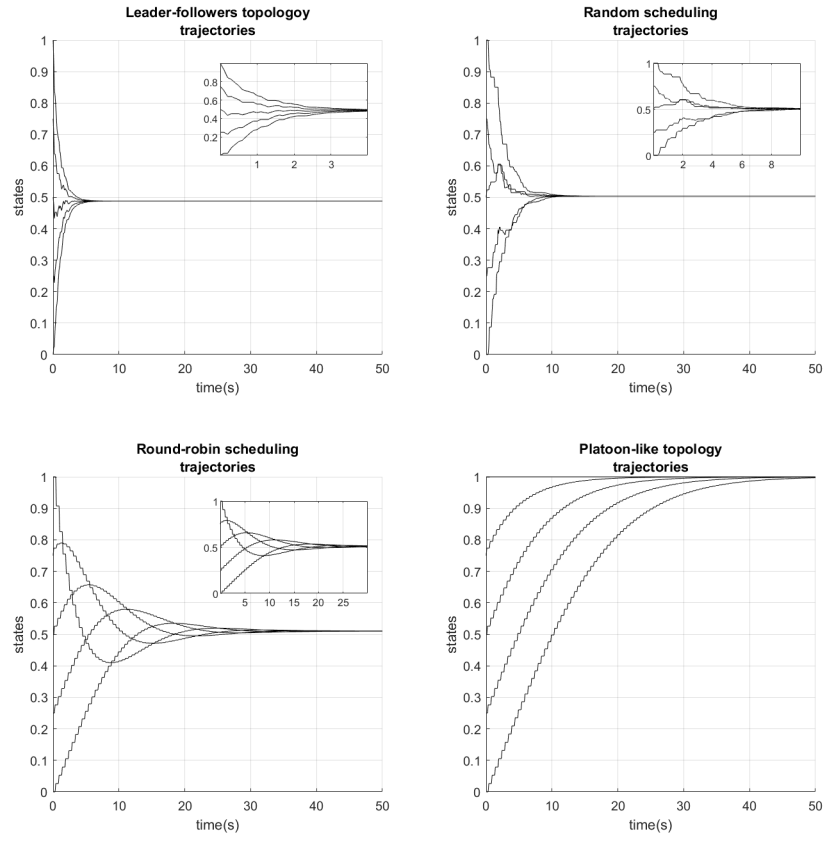 Leader-followers topologoy
trajectories
1
0.9
0.8
0.7
0.6
0.5
0.4
0.3
0.2
0.1
0
states
0 10 20 30 40 50
time(s)
0.8
0.6
0.4
0.2
1 2 3
Random scheduling
trajectories
1
0.9
0.8
0.7
0.6
0.5
0.4
0.3
0.2
0.1
0
states
0 10 20 30 40 50
time(s)
1
0.5
0
2 4 6 8
Round-robin scheduling
trajectories
1
0.9
0.8
0.7
0.6
0.5
0.4
0.3
0.2
0.1
0
states
0 10 20 30 40 50
time(s)
1
0.5
0
5 10 15 20 25
Platoon-like topology
trajectories
1
0.9
0.8
0.7
0.6
0.5
0.4
0.3
0.2
0.1
0
states
0 10 20 30 40 50
time(s)